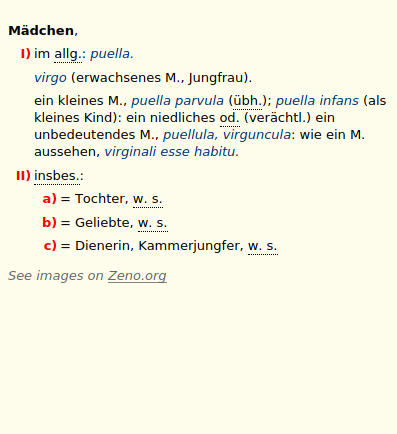 Mädchen,
I) im allg.: puella.
virgo (erwachsenes M., Jungfrau).
ein kleines M., puella parvula (übh.); puella infans (als
kleines Kind): ein niedliches od. (verächtl.) ein
unbedeutendes M., puellula, virguncula: wie ein M.
aussehen, virginali esse habitu.
II) insbes.:
a) = Tochter, w. s.
b) = Geliebte, w. s.
c) = Dienerin, Kammerjungfer, w. s.
See images on Zeno.org